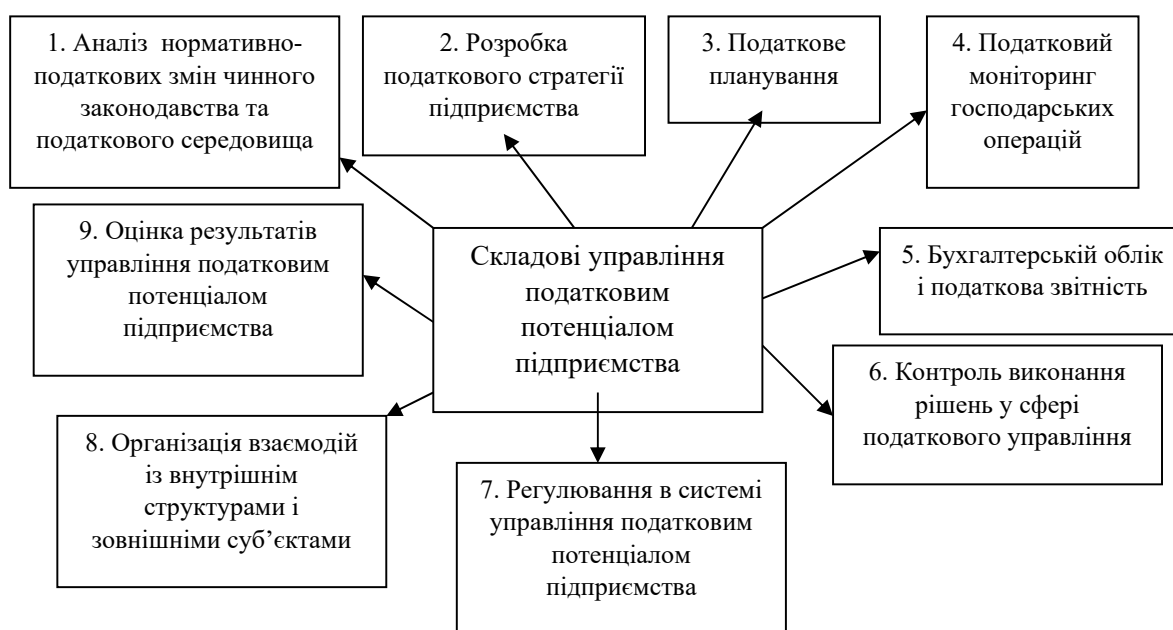 1. Аналіз нормативно-
податкових змін чинного
законодавства та
податкового середовища
2. Розробка
податкового стратегії
підприємства
3. Податкове
планування
4. Податковий
моніторинг
господарських
операцій
9. Оцінка результатів
управління податковим
потенціалом
підприємства
Складові управління
податковим
потенціалом
підприємства
5. Бухгалтерській облік
і податкова звітність
6. Контроль виконання
рішень у сфері
податкового управління
8. Організація взаємодій
із внутрішнім
структурами і
зовнішніми суб’єктами
7. Регулювання в системі
управління податковим
потенціалом
підприємства